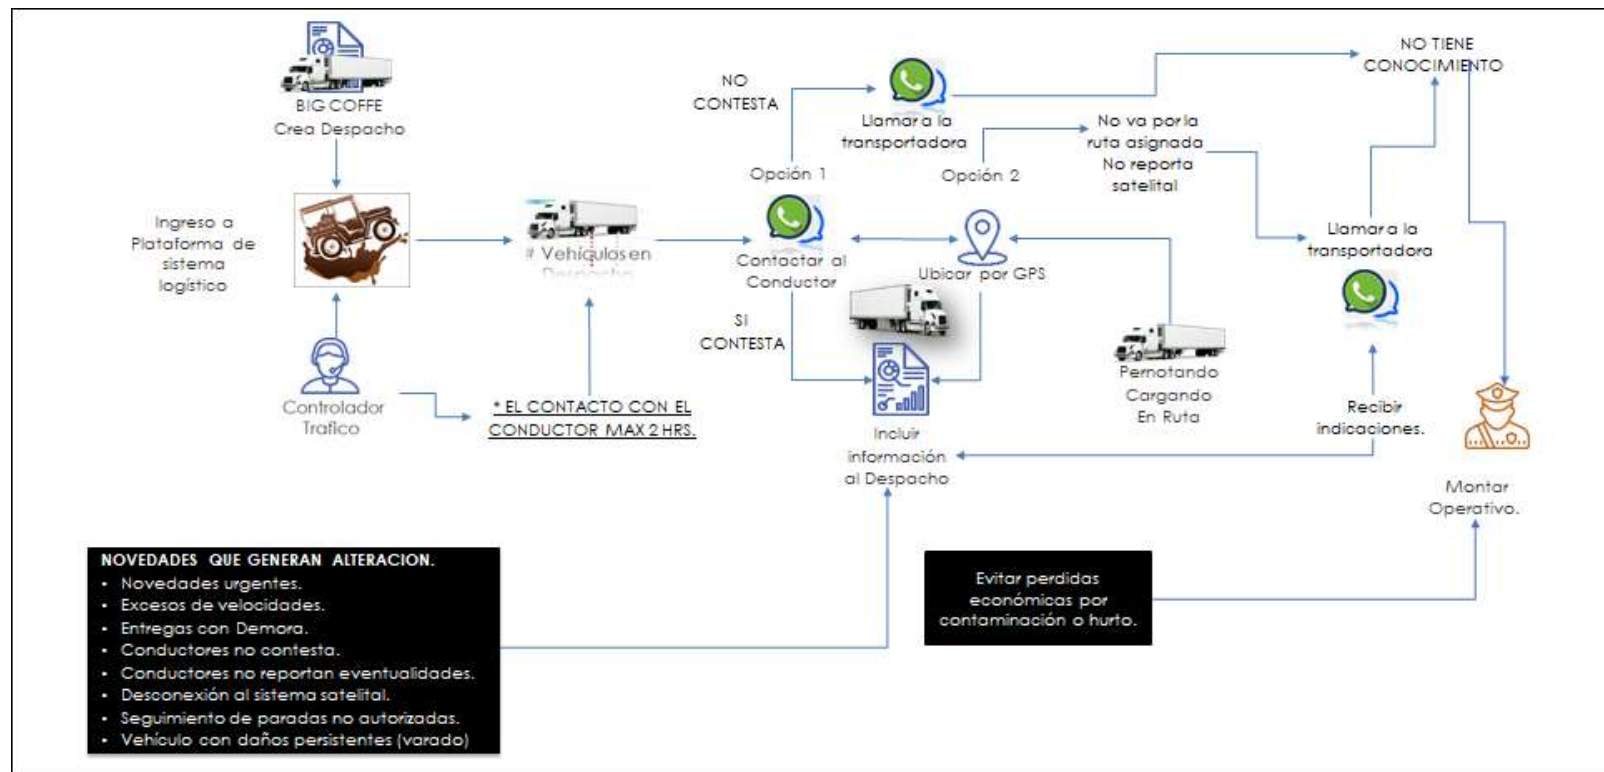 BIG COFFE
Crea Despacho
Ingreso a
Plataforma de
sistema
logístico
Controlador
Trafico
# Vehículos en
Despacho
* EL CONTACTO CON EL
CONDUCTOR MAX 2 HRS.
NO
CONTESTA
Opción 1
Llamar a la
transportadora
Opción 2
No va por la
ruta asignada
No reporta
satelital
NO TIENE
CONOCIMIENTO
Contactar al
Conductor
Ubicar por GPS
SI
CONTESTA
Incluir
información
al Despacho
Pernotando
Cargando
En Ruta
Llamar a la
transportadora
Recibir
indicaciones.
Montar
Operativo.
NOVEDADES QUE GENERAN ALTERACION.
• Novedades urgentes.
• Excesos de velocidades.
• Entregas con Demora.
• Conductores no contesta.
• Conductores no reportan eventualidades.
• Desconexión al sistema satelital.
• Seguimiento de paradas no autorizadas.
• Vehículo con daños persistentes (varado)
Evitar perdidas
económicas por
contaminación o hurto.